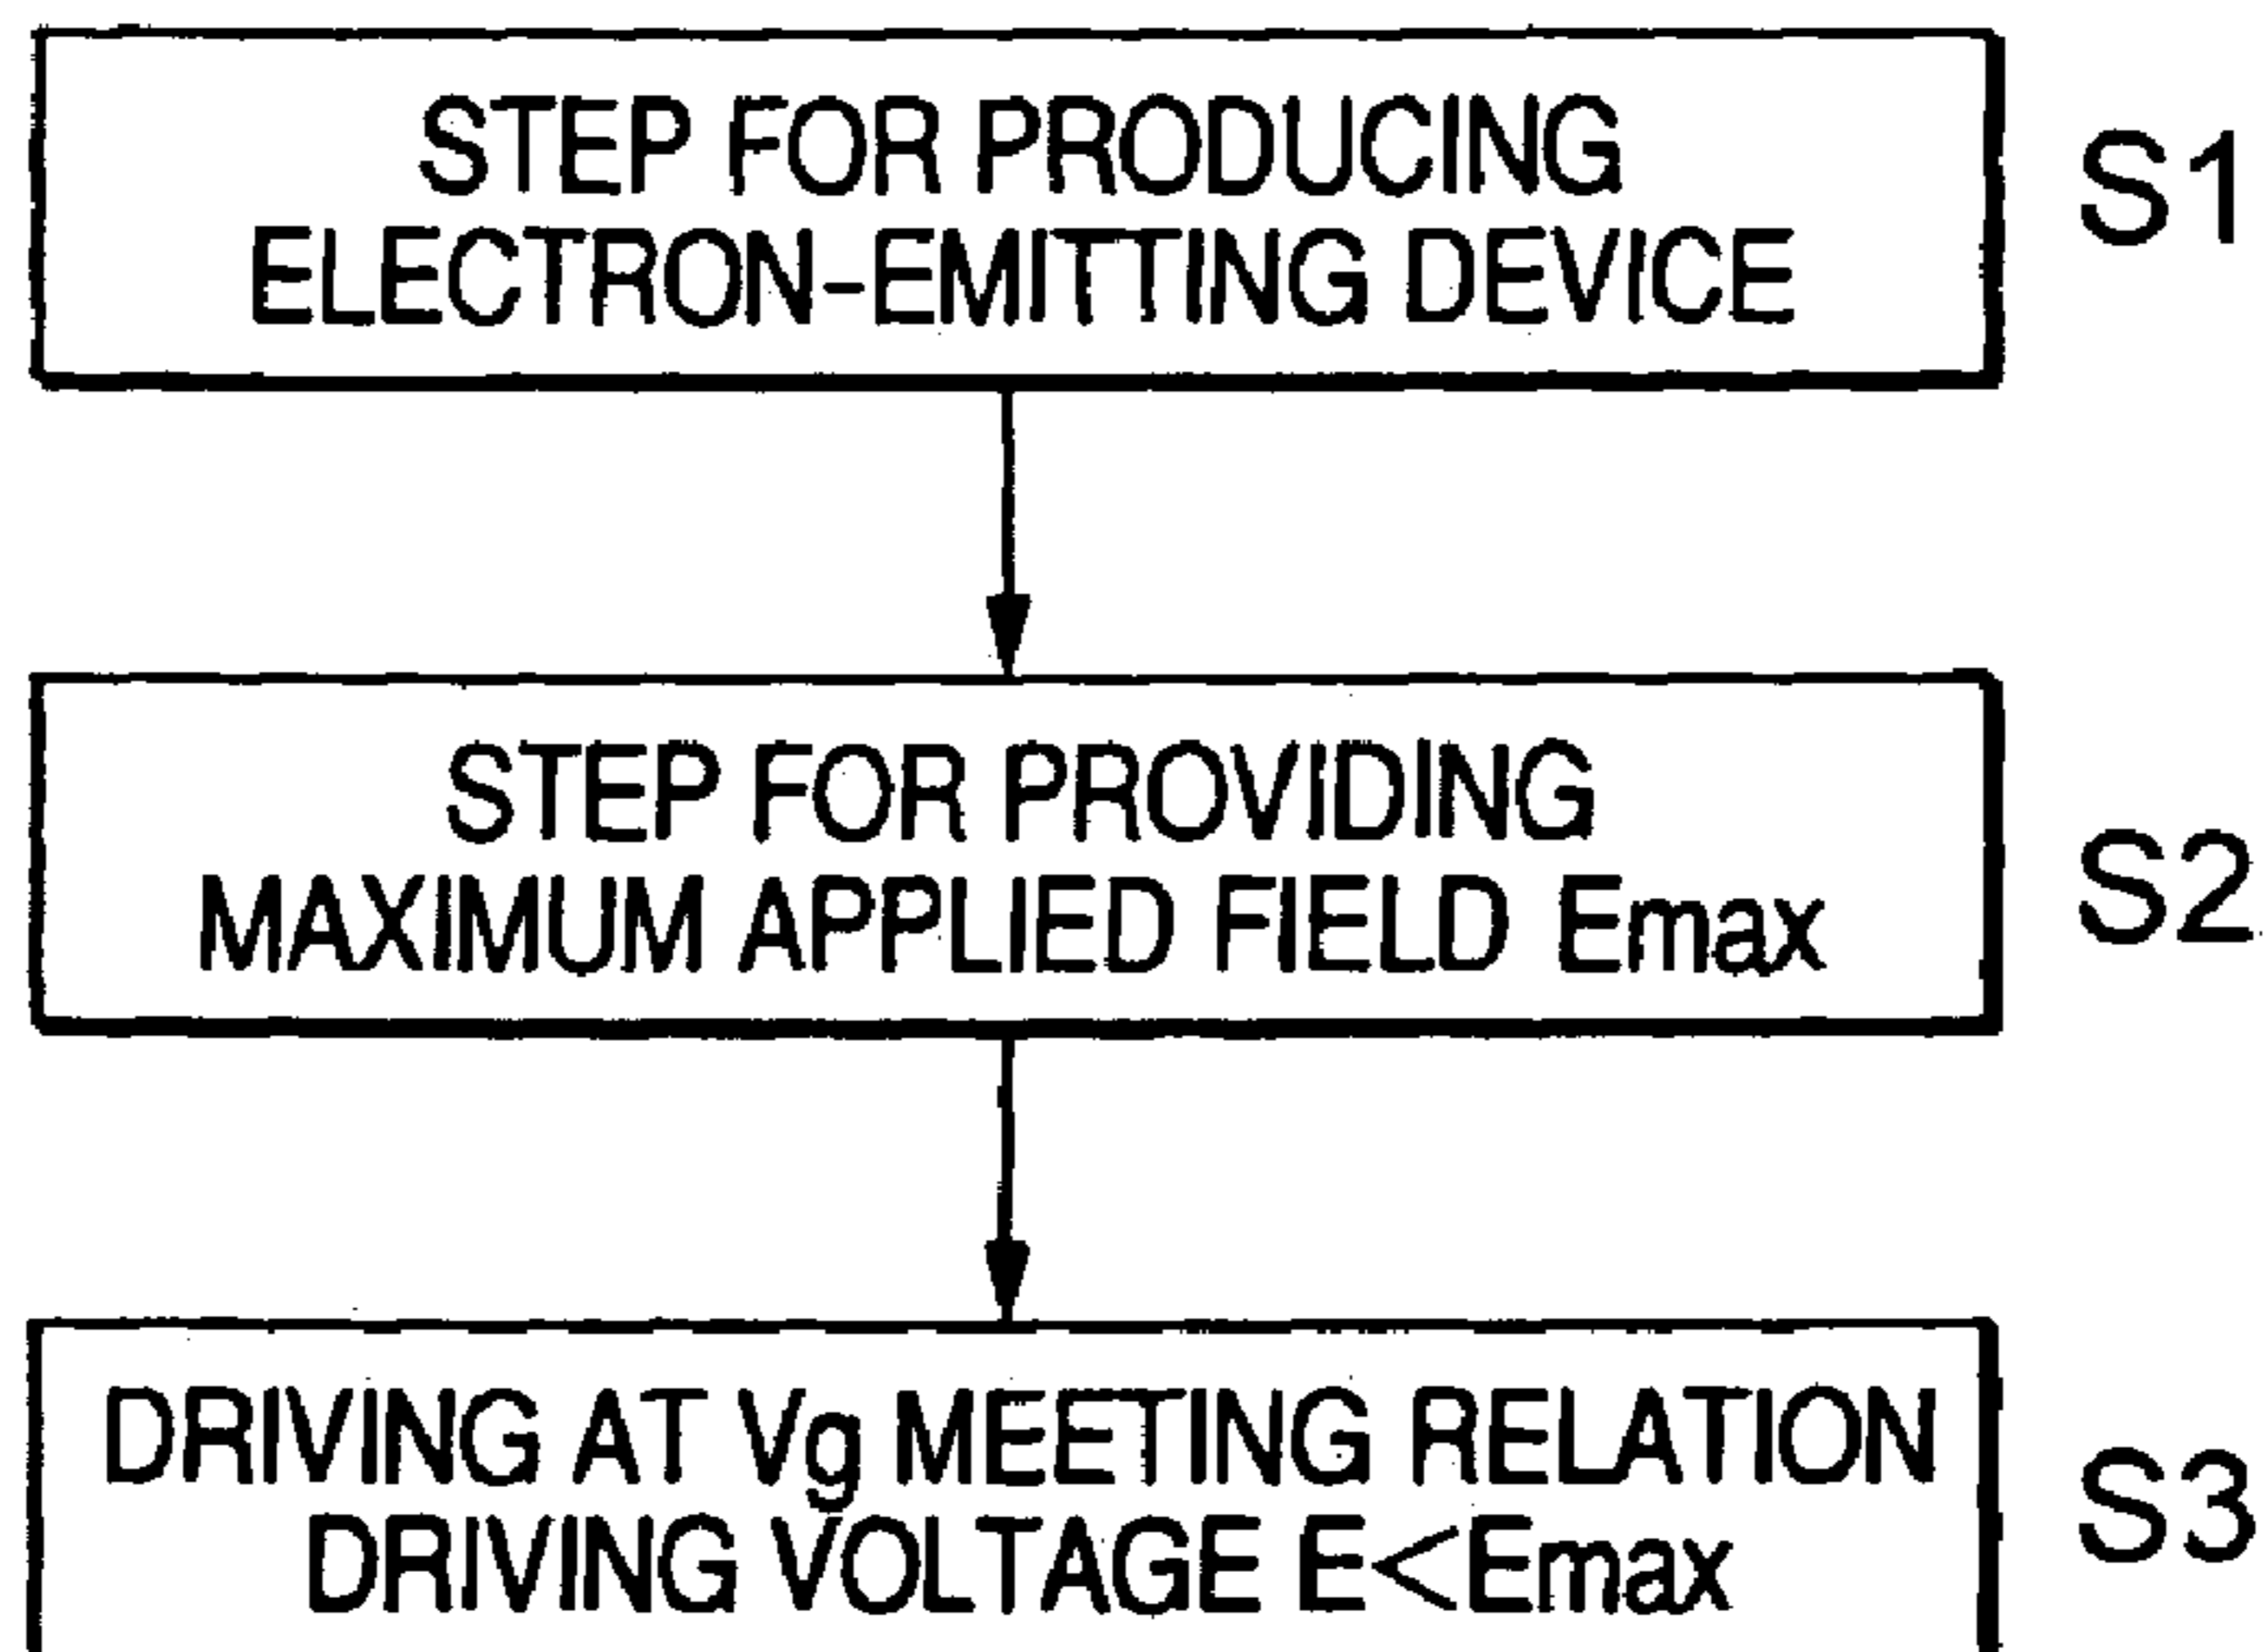 STEP FOR PRODUCING
ELECTRON-EMITTING DEVICE
S1
STEP FOR PROVIDING
MAXIMUM APPLIED FIELD Emax
S2
DRIVING AT Vg MEETING RELATION
DRIVING VOLTAGE E<Emax
S3